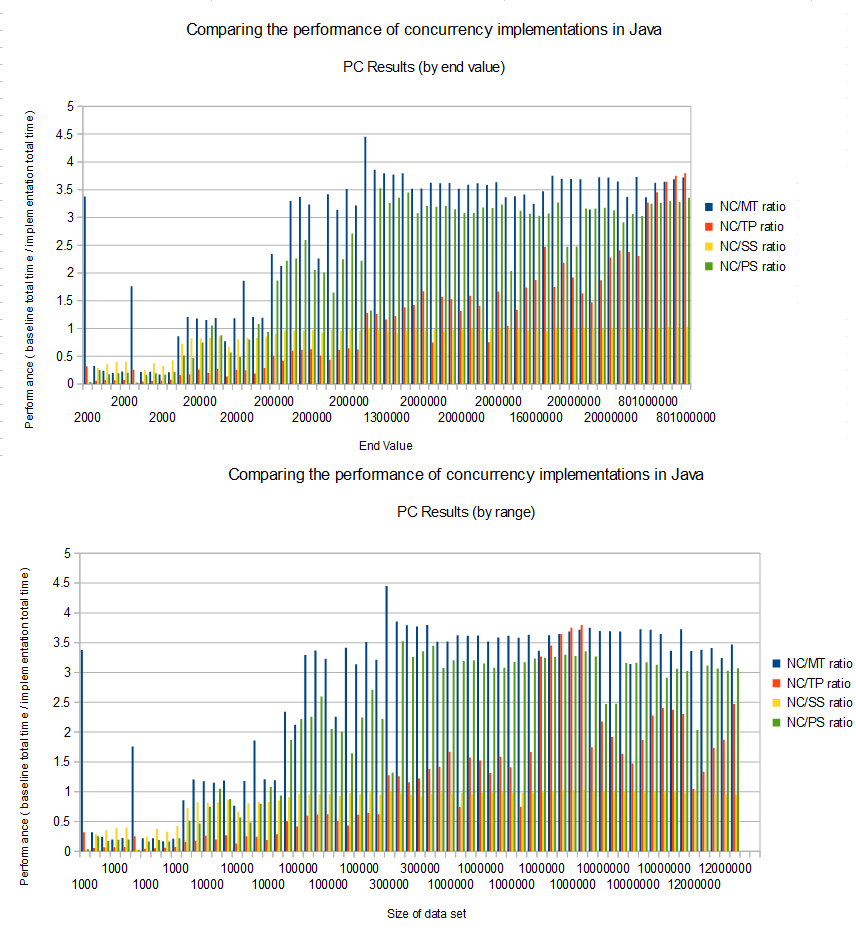 Comparing the performance of concurrency implementations in Java
PC Results (by end value)
Performance ( baseline total time / implementation total time )
5
4.5
4
3.5
3
2.5
2
1.5
1
0.5
0
NC/MT ratio
NC/TP ratio
NC/SS ratio
NC/PS ratio
2000 20000 200000 200000 2000000 2000000 20000000 801000000
2000 2000 20000 200000 1300000 2000000 16000000 20000000 801000000
End Value
Comparing the performance of concurrency implementations in Java
PC Results (by range)
Performance ( baseline total time / implementation total time )
5
4.5
4
3.5
3
2.5
2
1.5
1
0.5
0
NC/MT ratio
NC/TP ratio
NC/SS ratio
NC/PS ratio
1000 1000 10000 100000 100000 300000 1000000 1000000 1000000 10000000 10000000 12000000
1000 1000 10000 10000 100000 300000 1000000 1000000 1000000 10000000 12000000
Size of data set